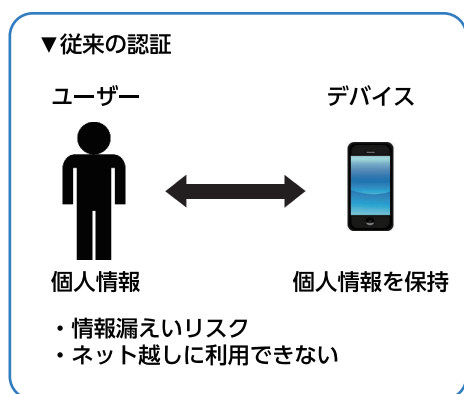 ▼従来の認証
ユーザー
デバイス
個人情報
個人情報を保持
・情報漏えいリスク
・ネット越しに利用できない